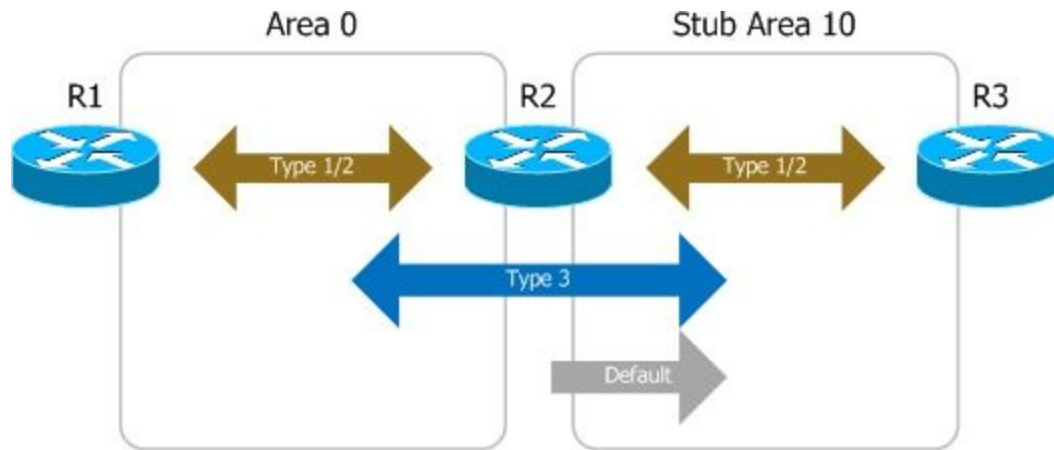 Area 0
Stub Area 10
R1
R2
R3
Type 1/2
Type 1/2
Type 3
Default